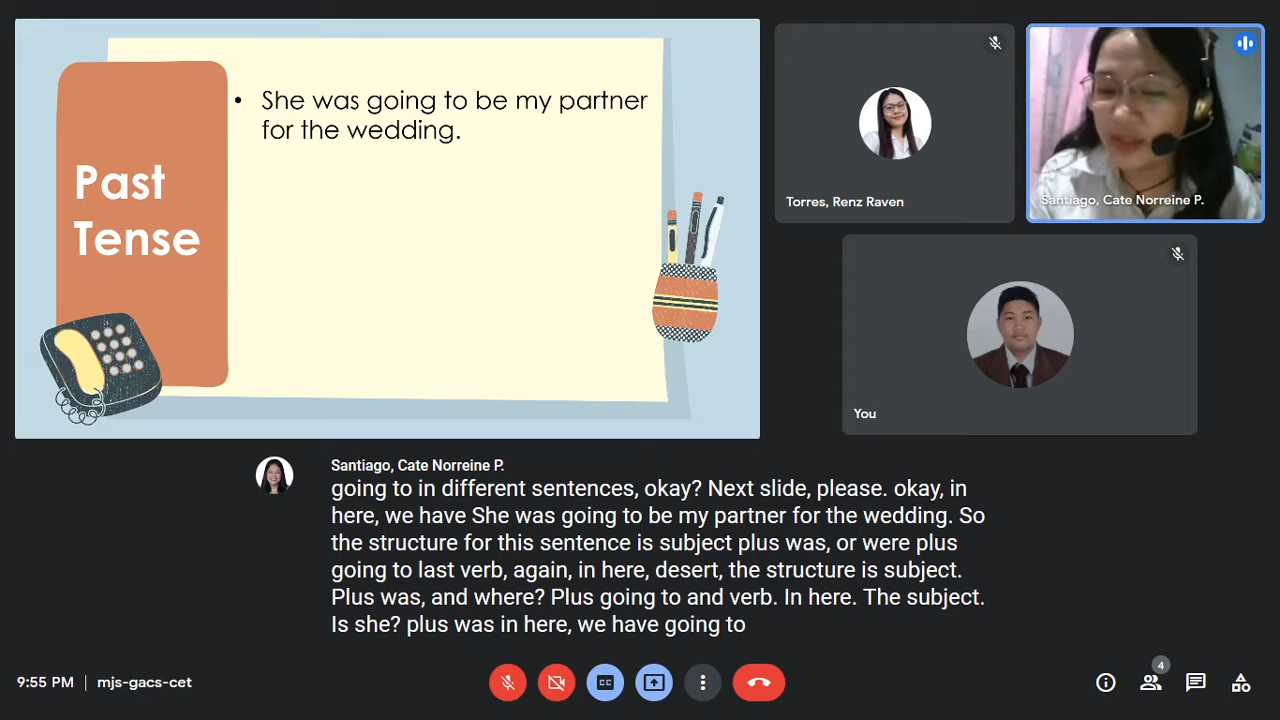 Past
Tense
• She was going to be my partner
for the wedding.
Torres, Renz Raven
Santiago, Cate Norreine P.
You
Santiago, Cate Norreine P.
going to in different sentences, okay? Next slide, please. okay, in
here, we have She was going to be my partner for the wedding. So
the structure for this sentence is subject plus was, or were plus
going to last verb, again, in here, desert, the structure is subject.
Plus was, and where? Plus going to and verb. In here. The subject.
Is she? plus was in here, we have going to
9:55 PM | mjs-gacs-cet
CC
4